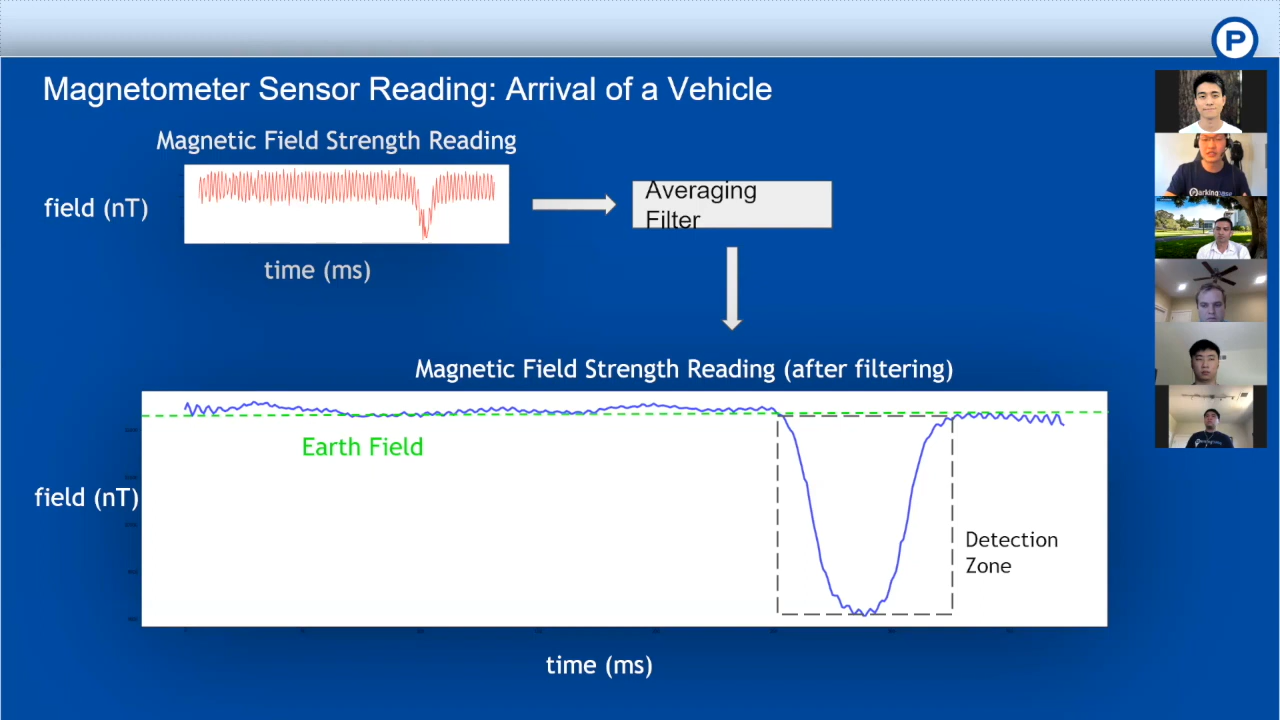 P
Magnetometer Sensor Reading: Arrival of a Vehicle
Magnetic Field Strength Reading
field (nT)
time (ms)
Averaging
Filter
Magnetic Field Strength Reading (after filtering)
Earth Field
field (nT)
Detection
Zone
time (ms)